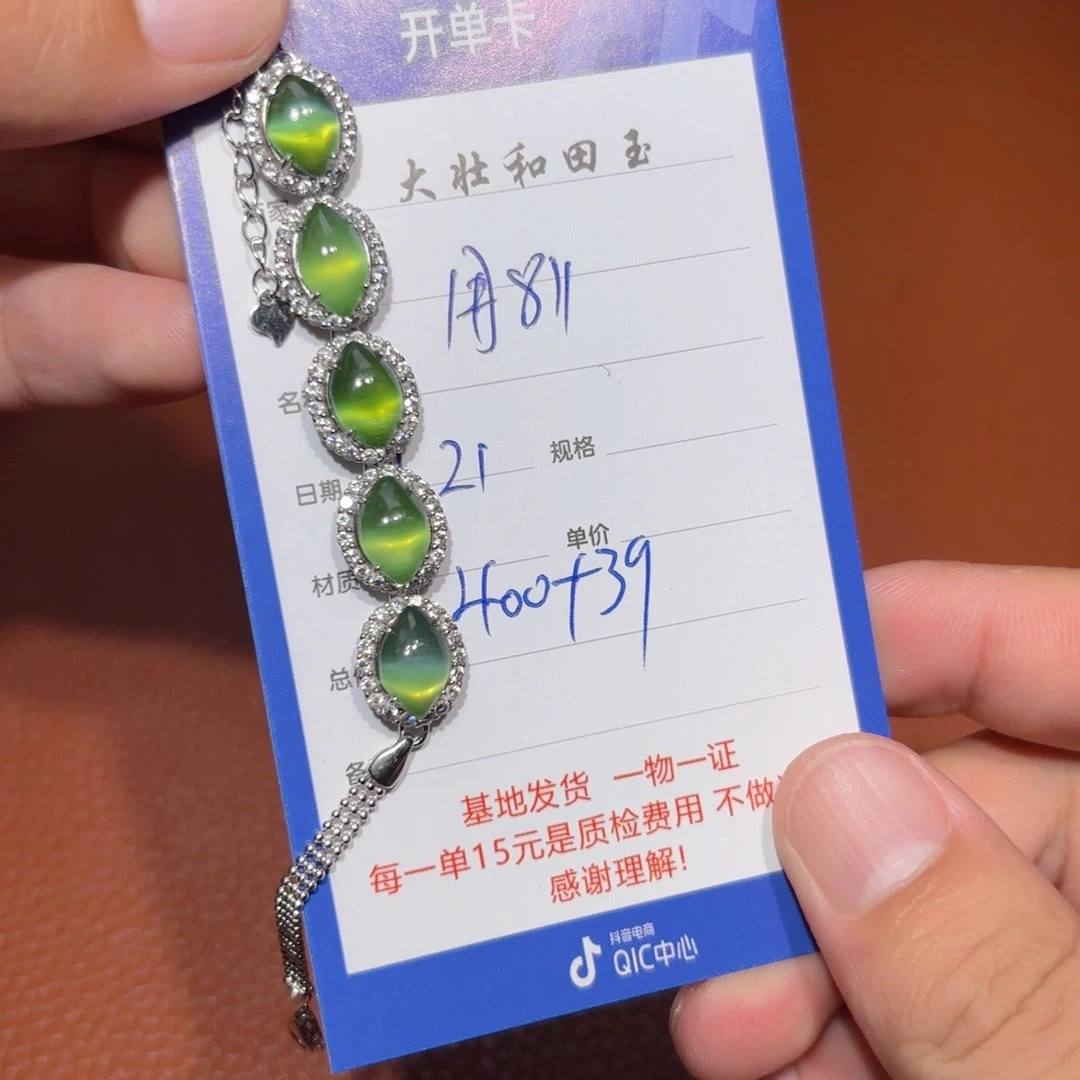 开单卡
大壮和田玉
用811
名称
日期 21 规格
材质 单价
400+39
总价
基地发货 一物一证
每一单15元是质检费用 不做
感谢理解!
抖音电商
QIC中心